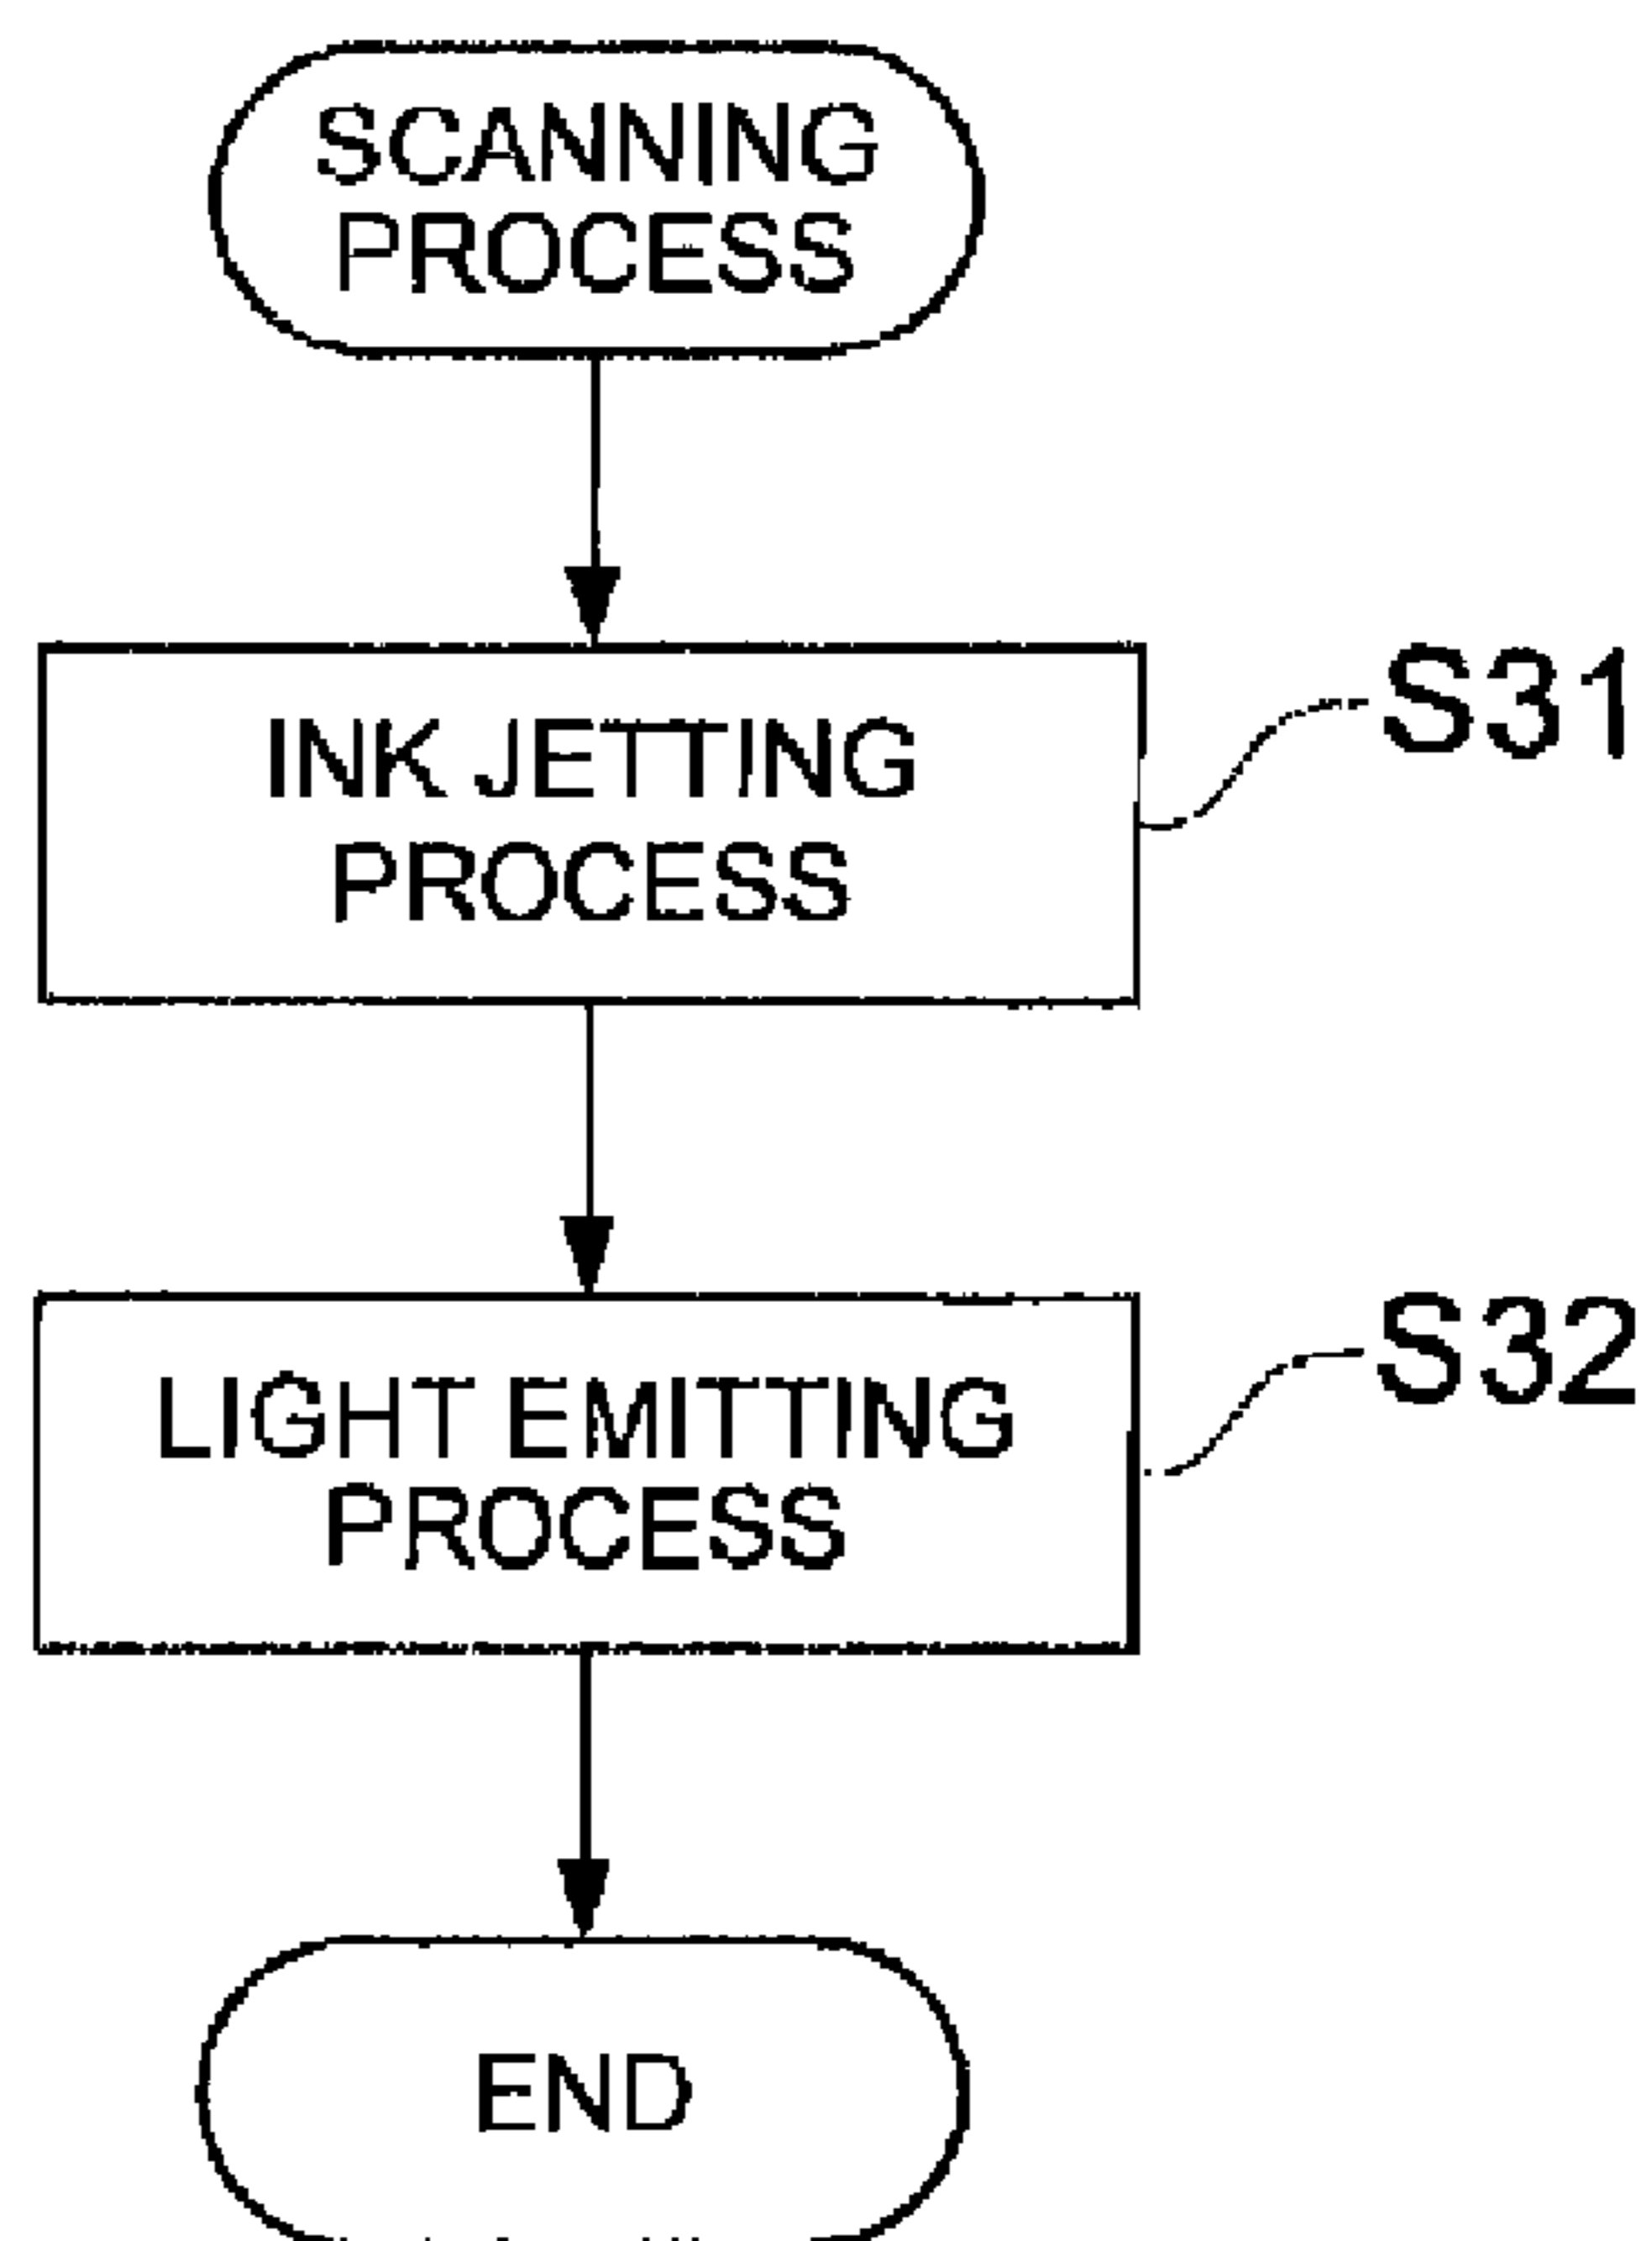 SCANNING
PROCESS
INK JETTING
PROCESS
S31
LIGHT EMITTING
PROCESS
S32
END